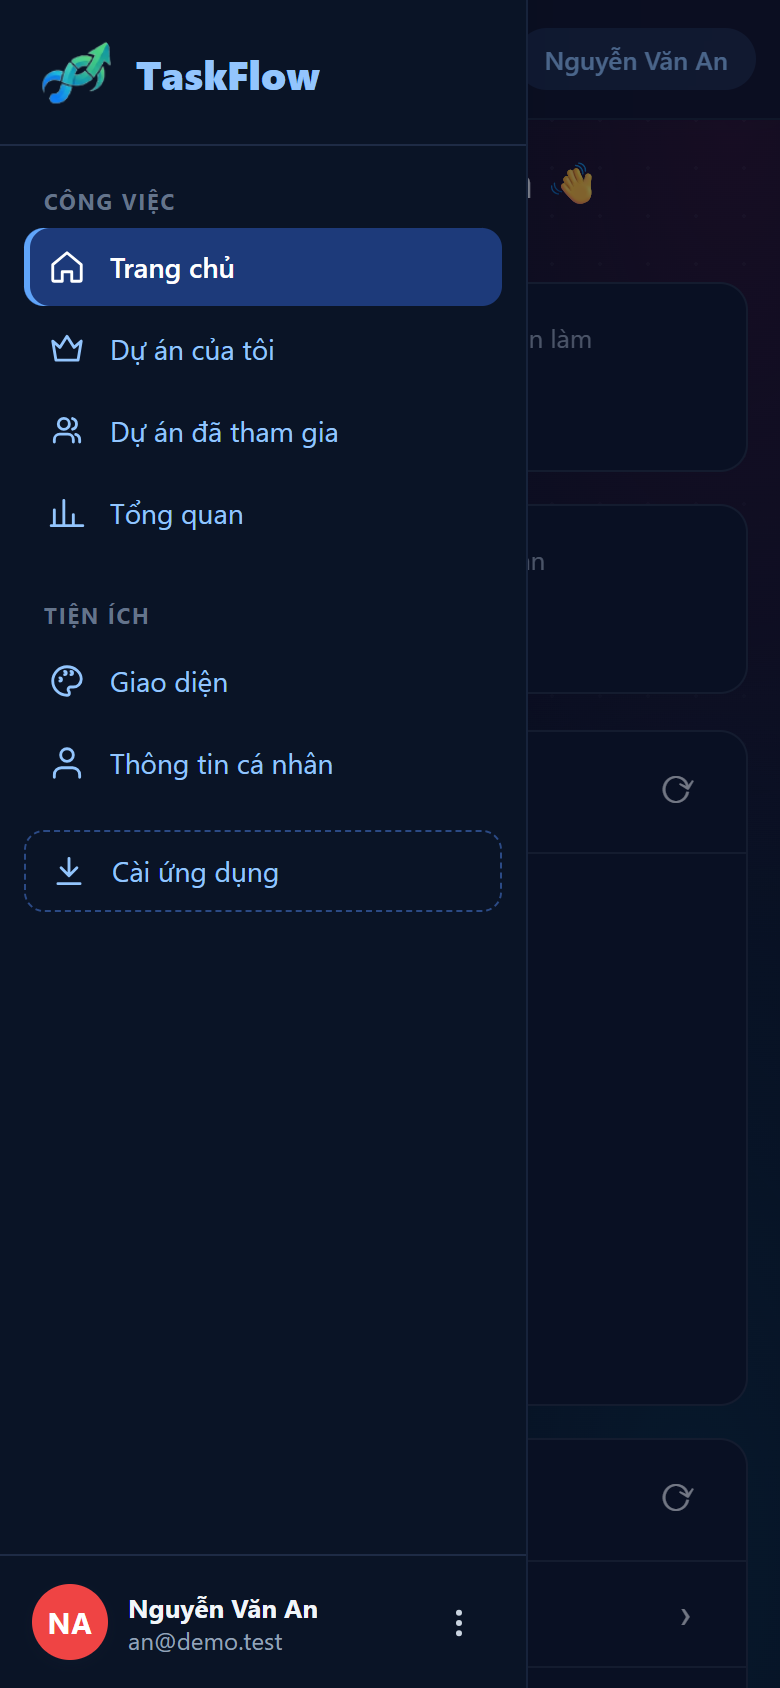 TaskFlow
Nguyễn Văn An
CÔNG VIỆC
Trang chủ
Dự án của tôi
làm
Dự án đã tham gia
Tổng quan
TIỆN ÍCH
Giao diện
Thông tin cá nhân
Cài ứng dụng
NA
Nguyễn Văn An
an@demo.test